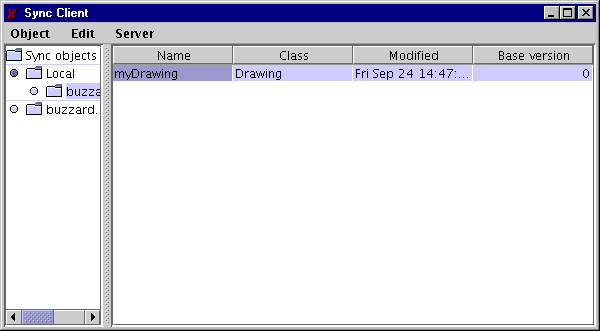 Sync Client
Object Edit Server
Sync objects
Local
buzza
buzzard.
Name Class Modified Base version
myDrawing Drawing Fri Sep 24 14:47:... 0